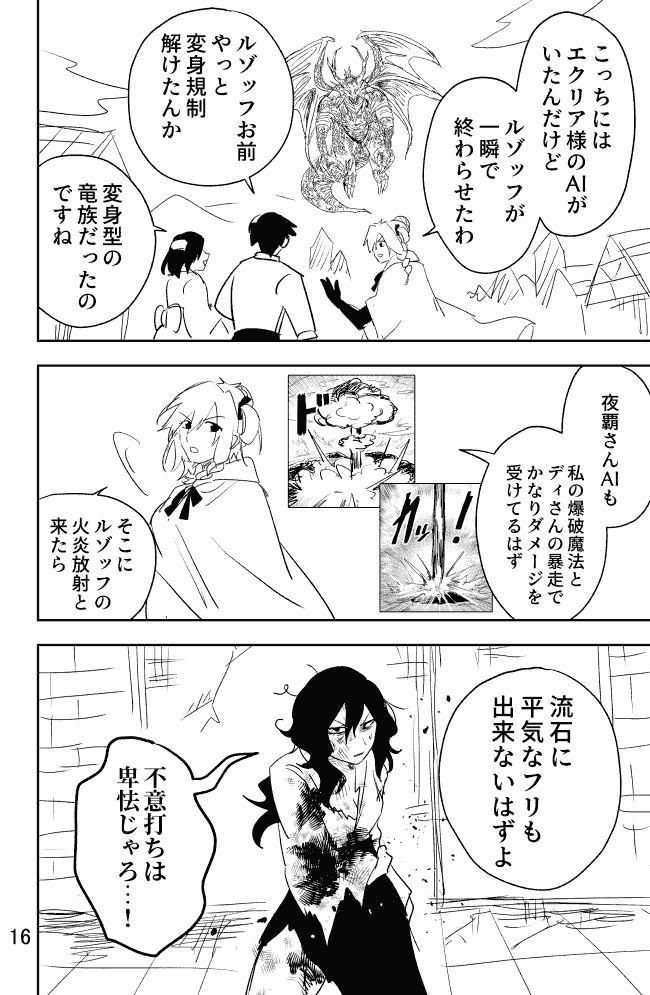 こっちには
エクリア様のAIが
いたんだけど
ルゾッフが
一瞬で
終わらせたわ
ルゾッフお前
やっと
変身規制
解けたんか
変身型の
竜族だったの
ですね
夜覇さんAIも
私の爆破魔法と
ディさんの暴走で
かなりダメージを
受けてるはず
ド
カッ!
そこに
ルゾッフの
火炎放射と
来たら
流石に
平気なフリも
出来ないはずよ
不意打ちは
卑怯じゃろ…!
16